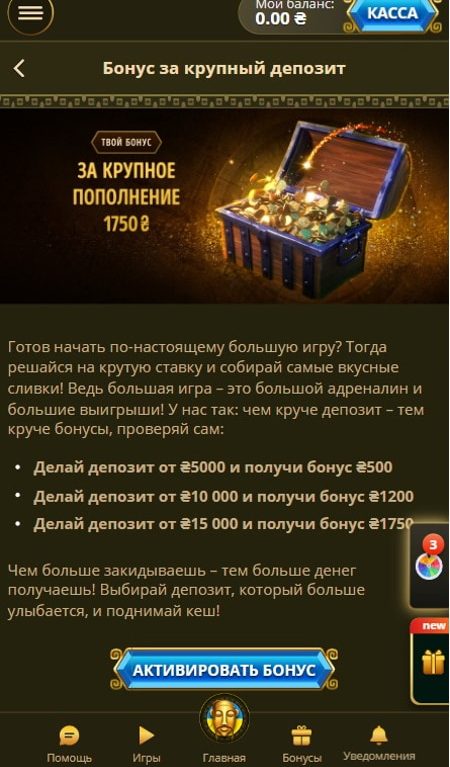 Мой баланс:
0.00 ₴
КАССА
Бонус за крупный депозит
ТВОЙ БОНУС
ЗА КРУПНОЕ
ПОПОЛНЕНИЕ
1750 ₴
Готов начать по-настоящему большую игру? Тогда
решайся на крутую ставку и собирай самые вкусные
сливки! Ведь большая игра – это большой адреналин и
большие выигрыши! У нас так: чем круче депозит – тем
круче бонусы, проверяй сам:
• Делай депозит от ₴5000 и получи бонус ₴500
• Делай депозит от ₴10 000 и получи бонус ₴1200
• Делай депозит от ₴15 000 и получи бонус ₴1750
3
Чем больше закидываешь – тем больше денег
получаешь! Выбирай депозит, который больше
улыбается, и поднимай кеш!
new
АКТИВИРОВАТЬ БОНУС
Помощь
Игры
Главная
Бонусы
Уведомления